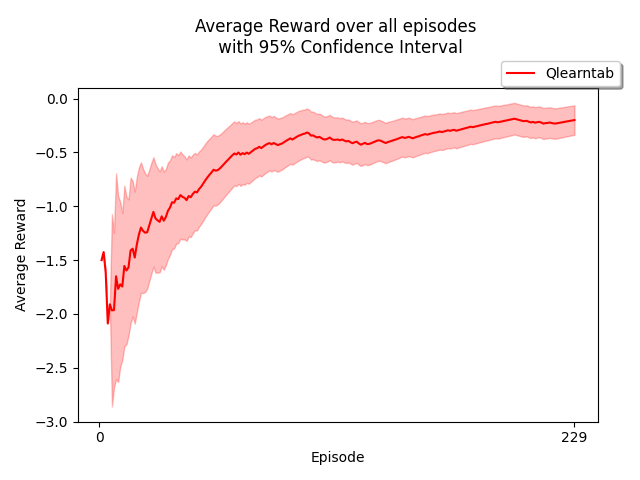 Average Reward over all episodes
with 95% Confidence Interval
Qlearntab
0.0
−0.5
−1.0
−1.5
−2.0
−2.5
−3.0
Average Reward
0
229
Episode